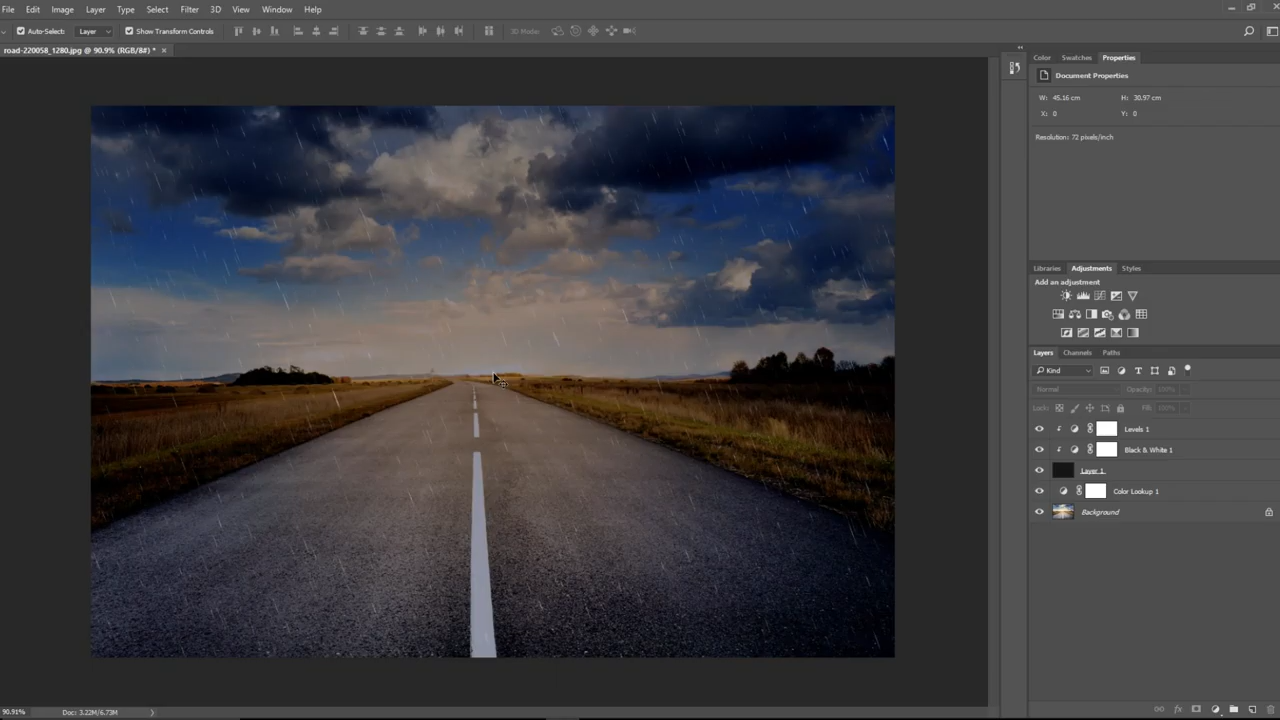 File Edit Image Layer Type Select Filter 3D View Window Help
Auto-Select: Layer Show Transform Controls 3D Mode:
road-220058_1280.jpg @ 90.9% (RGB/8#) *
Color Swatches Properties
Document Properties
W: 45.16 cm H: 30.97 cm
X: 0 Y: 0
Resolution: 72 pixels/inch
Libraries Adjustments Styles
Add an adjustment
Layers Channels Paths
Kind
Normal Opacity: 100%
Lock: Fill: 100%
Levels 1
Black & White 1
Layer 1
Color Lookup 1
Background
90.91% Doc: 3.22M/6.73M